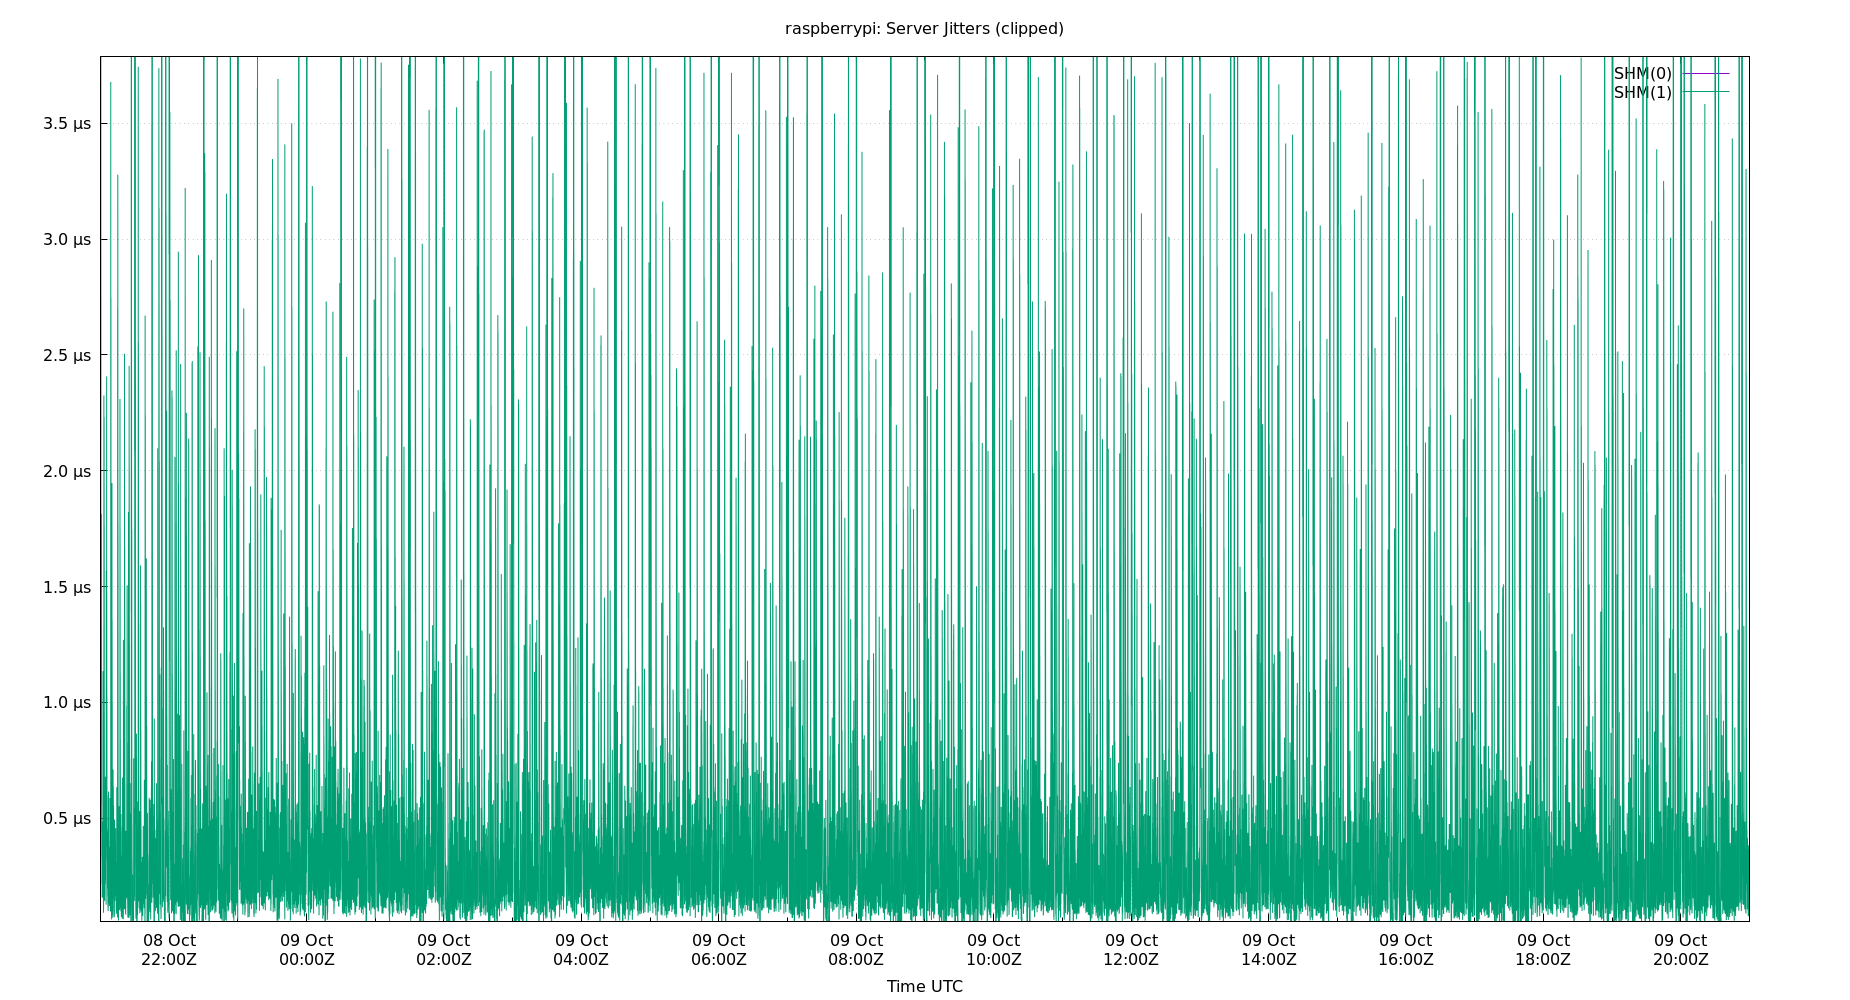 raspberrypi: Server Jitters (clipped)
SHM(0)
SHM(1)
3.5 µs
3.0 µs
2.5 µs
2.0 µs
1.5 µs
1.0 µs
0.5 µs
08 Oct 09 Oct 09 Oct 09 Oct 09 Oct 09 Oct 09 Oct 09 Oct 09 Oct 09 Oct 09 Oct 09 Oct
22:00Z 00:00Z 02:00Z 04:00Z 06:00Z 08:00Z 10:00Z 12:00Z 14:00Z 16:00Z 18:00Z 20:00Z
Time UTC